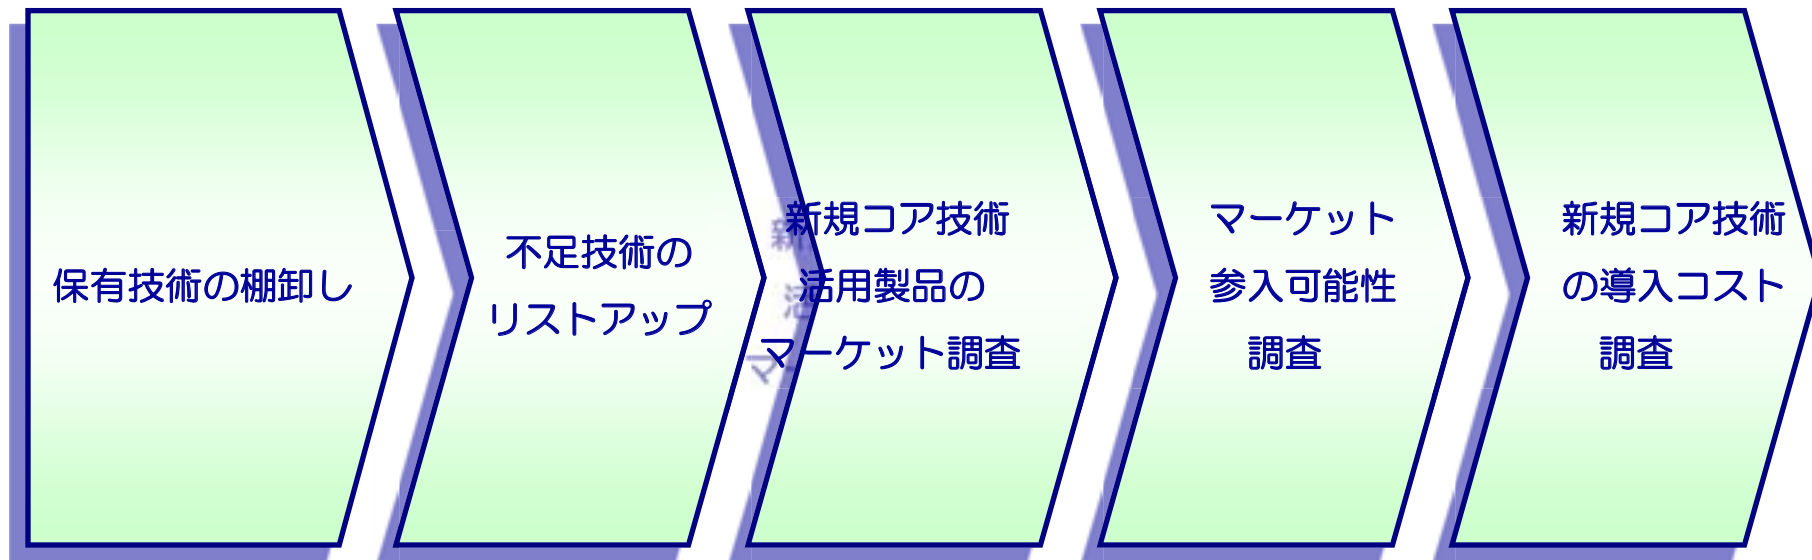 保有技術の棚卸し
不足技術の
リストアップ
新規コア技術
活用製品の
マーケット調査
マーケット
参入可能性
調査
新規コア技術
の導入コスト
調査